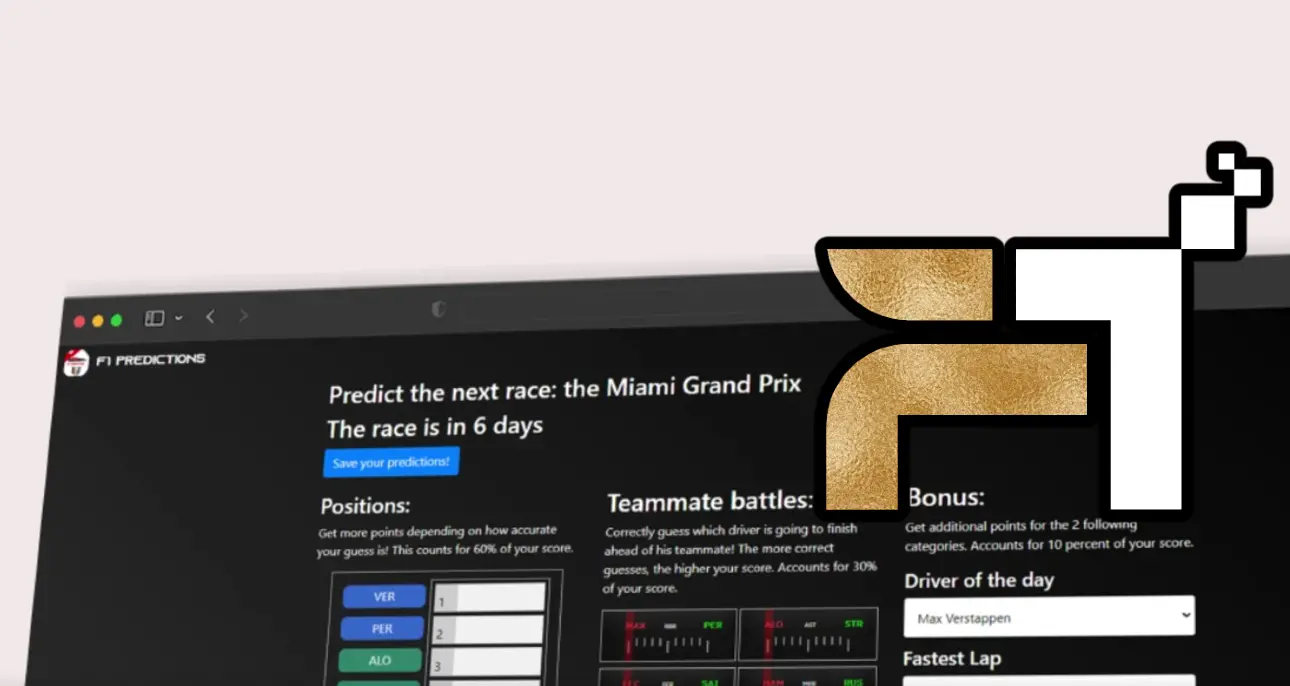 F1 PREDICTIONS
Predict the next race: the Miami Grand Prix
The race is in 6 days
Save your predictions!
Positions:
Get more points depending on how accurate
your guess is! This counts for 60% of your score.
VER
1
PER
2
ALO
3
Teammate battles:
Correctly guess which driver is going to finish
ahead of his teammate! The more correct
guesses, the higher your score. Accounts for 30%
of your score.
PER
ALO
STR
SAI
RUS
Bonus:
Get additional points for the 2 following
categories. Accounts for 10 percent of your score.
Driver of the day
Max Verstappen
Fastest Lap